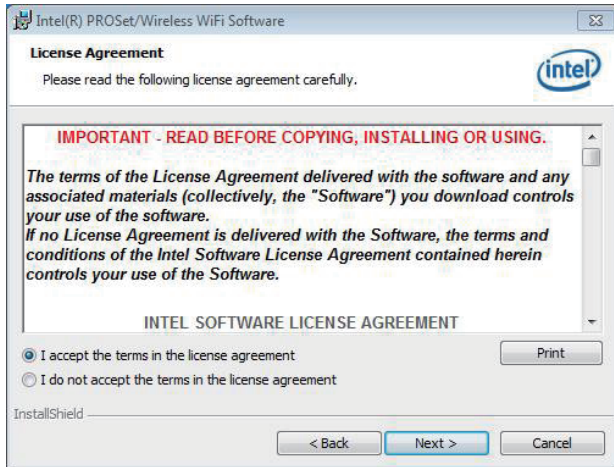 Intel(R) PROSet/Wireless WiFi Software
License Agreement
Please read the following license agreement carefully.
intel
IMPORTANT - READ BEFORE COPYING, INSTALLING OR USING.
The terms of the License Agreement delivered with the software and any
associated materials (collectively, the "Software") you download controls
your use of the software.
If no License Agreement is delivered with the Software, the terms and
conditions of the Intel Software License Agreement contained herein
controls your use of the Software.
INTEL SOFTWARE LICENSE AGREEMENT
I accept the terms in the license agreement
Print
I do not accept the terms in the license agreement
InstallShield
< Back Next > Cancel